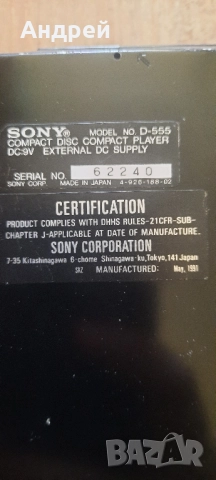 Андрей
SONY® MODEL NO. D-555
COMPACT DISC COMPACT PLAYER
DC:9V EXTERNAL DC SUPPLY
SERIAL NO. 62240
SONY CORP. MADE IN JAPAN 4-926-188-02
CERTIFICATION
PRODUCT COMPLIES WITH DHHS RULES-21CFR-SUB-
CHAPTER J-APPLICABLE AT DATE OF MANUFACTURE.
SONY CORPORATION
7-35 Kitashinagawa 6-chome Shinagawa-ku, Tokyo, 141 Japan
MANUFACTURED: May, 1991
BAZAR